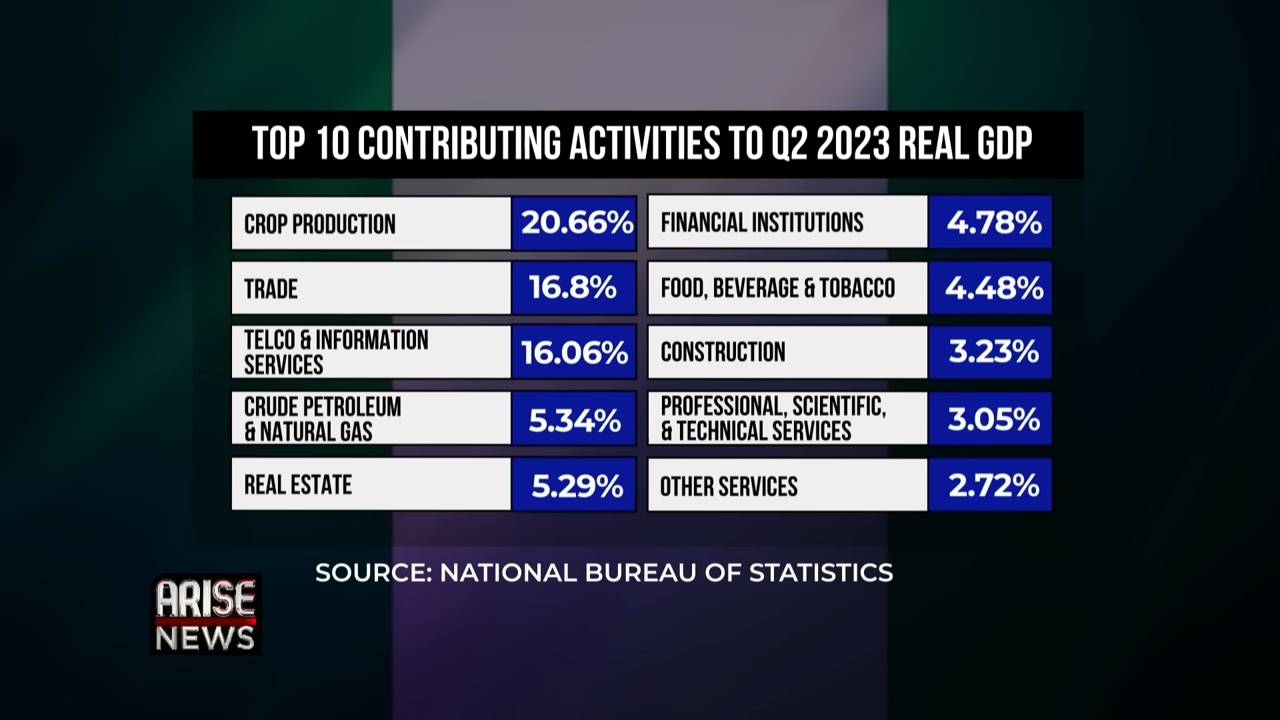 TOP 10 CONTRIBUTING ACTIVITIES TO Q2 2023 REAL GDP
CROP PRODUCTION 20.66%
TRADE 16.8%
TELCO & INFORMATION
SERVICES 16.06%
CRUDE PETROLEUM
& NATURAL GAS 5.34%
REAL ESTATE 5.29%
FINANCIAL INSTITUTIONS 4.78%
FOOD, BEVERAGE & TOBACCO 4.48%
CONSTRUCTION 3.23%
PROFESSIONAL, SCIENTIFIC,
& TECHNICAL SERVICES 3.05%
OTHER SERVICES 2.72%
SOURCE: NATIONAL BUREAU OF STATISTICS
ARISE
NEWS